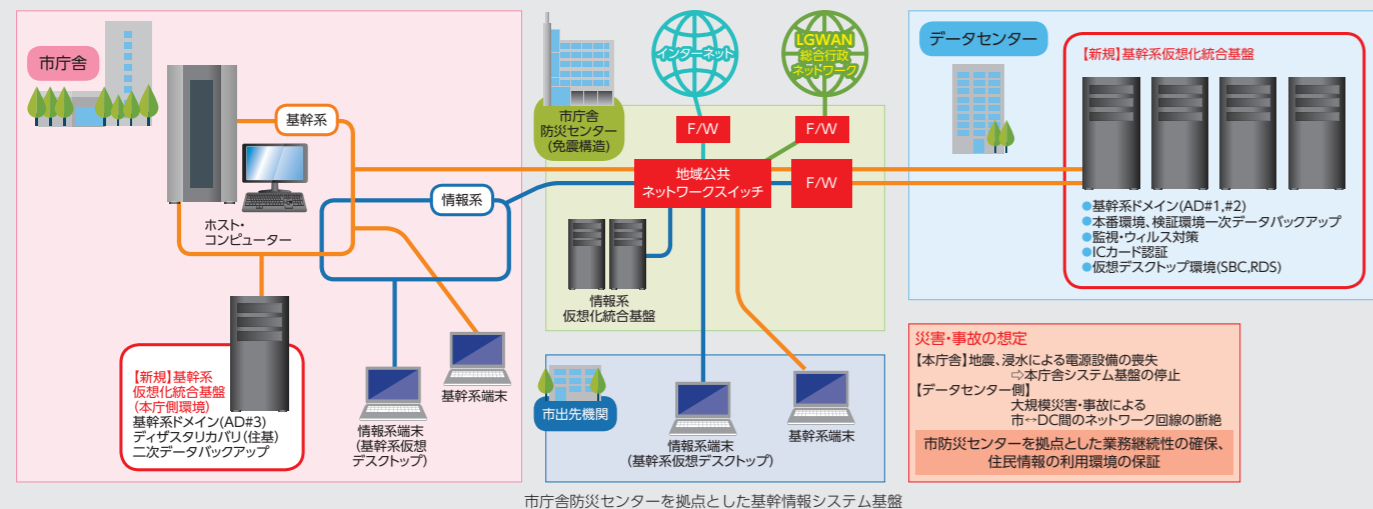 市庁舎
基幹系
情報系
ホスト・
コンピューター
【新規】基幹系
仮想化統合基盤
(本庁側環境)
基幹系ドメイン(AD#3)
ディザスタリカバリ(住基)
二次データバックアップ
情報系端末
(基幹系仮想
デスクトップ)
基幹系端末
市庁舎
防災センター
(免震構造)
インターネット
LGWAN
総合行政
ネットワーク
F/W
F/W
地域公共
ネットワークスイッチ
F/W
情報系
仮想化統合基盤
市出先機関
情報系端末
(基幹系仮想デスクトップ)
基幹系端末
データセンター
【新規】基幹系仮想化統合基盤
●基幹系ドメイン(AD#1,#2)
●本番環境、検証環境一次データバックアップ
●監視・ウィルス対策
●ICカード認証
●仮想デスクトップ環境(SBC,RDS)
災害・事故の想定
【本庁舎】地震、浸水による電源設備の喪失
⇨本庁舎システム基盤の停止
【データセンター側】
大規模災害・事故による
市↔DC間のネットワーク回線の断絶
市防災センターを拠点とした業務継続性の確保、
住民情報の利用環境の保証
市庁舎防災センターを拠点とした基幹情報システム基盤